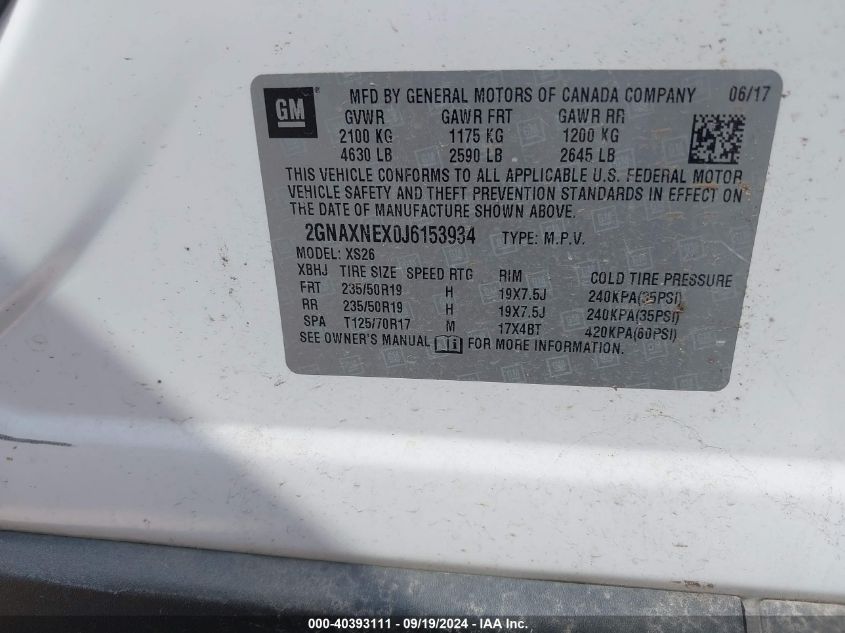 GM ® MFD BY GENERAL MOTORS OF CANADA COMPANY 06/17
GVWR GAWR FRT GAWR RR
2100 KG 1175 KG 1200 KG
4630 LB 2590 LB 2645 LB
THIS VEHICLE CONFORMS TO ALL APPLICABLE U.S. FEDERAL MOTOR
VEHICLE SAFETY AND THEFT PREVENTION STANDARDS IN EFFECT ON
THE DATE OF MANUFACTURE SHOWN ABOVE.
2GNAXNEX0J6153934 TYPE: M.P.V.
MODEL: XS26
XBHJ TIRE SIZE SPEED RTG RIM COLD TIRE PRESSURE
FRT 235/50R19 H 19X7.5J 240KPA(35PSI)
RR 235/50R19 H 19X7.5J 240KPA(35PSI)
SPA T125/70R17 M 17X4BT 420KPA(60PSI)
SEE OWNER'S MANUAL FOR MORE INFORMATION.
000-40393111 - 09/19/2024 - WWW.IAAI.COM